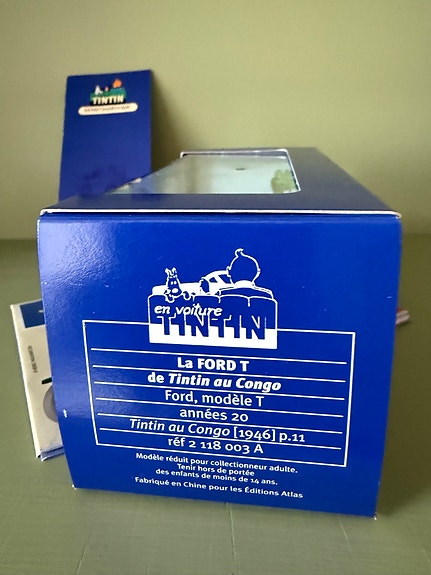 TINTIN
en voiture
TINTIN
La FORD T
de Tintin au Congo
Ford, modèle T
années 20
Tintin au Congo [1946] p.11
réf 2 118 003 A
Modèle réduit pour collectionneur adulte.
Tenir hors de portée
des enfants de moins de 14 ans.
Fabriqué en Chine pour les Éditions Atlas